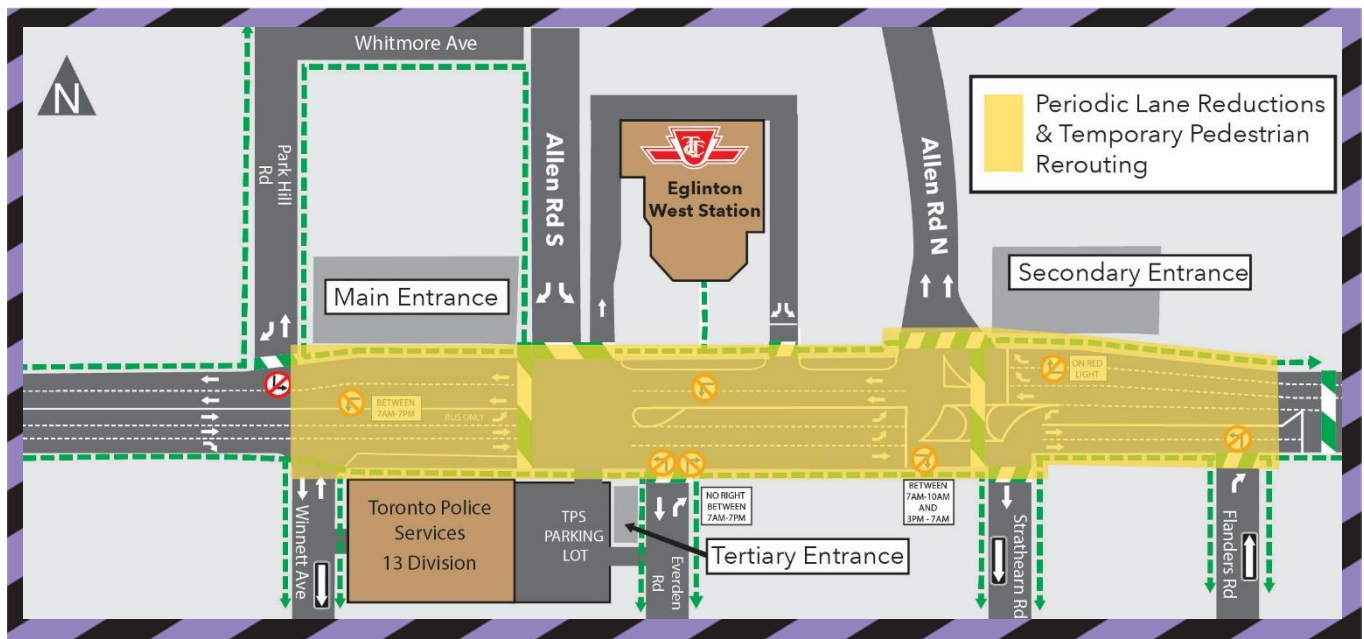 Whitmore Ave
N
Periodic Lane Reductions
& Temporary Pedestrian
Rerouting
Park Hill
Rd
Allen Rd S
TTC
Eglinton
West Station
Allen Rd N
Main Entrance
Secondary Entrance
ON RED
LIGHT
BETWEEN
7AM-7PM
BUS ONLY
Winnett Ave
Toronto Police
Services
13 Division
TPS
PARKING
LOT
Everden
Rd
NO RIGHT
BETWEEN
7AM-7PM
Tertiary Entrance
BETWEEN
7AM-10AM
AND
3PM - 7AM
Strathearn Rd
Flanders Rd